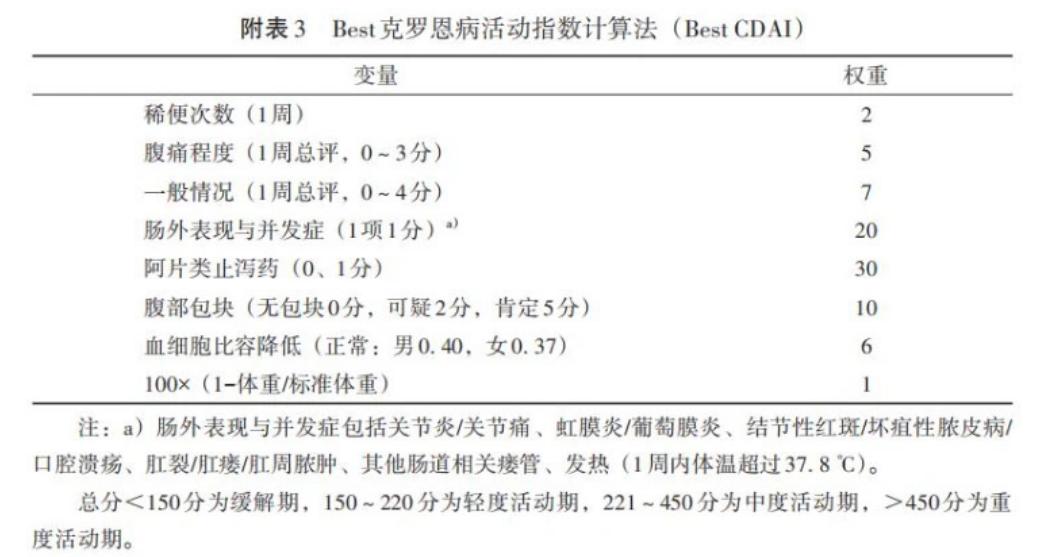 附表3 Best克罗恩病活动指数计算法（Best CDAI）
变量 权重
稀便次数（1周） 2
腹痛程度（1周总评，0~3分） 5
一般情况（1周总评，0~4分） 7
肠外表现与并发症（1项1分）a) 20
阿片类止泻药（0、1分） 30
腹部包块（无包块0分，可疑2分，肯定5分） 10
血细胞比容降低（正常：男0.40，女0.37） 6
100×（1-体重/标准体重） 1
注：a）肠外表现与并发症包括关节炎/关节痛、虹膜炎/葡萄膜炎、结节性红斑/坏疽性脓皮病/
口腔溃疡、肛裂/肛瘘/肛周脓肿、其他肠道相关瘘管、发热（1周内体温超过37.8 ℃）。
总分＜150分为缓解期，150~220分为轻度活动期，221~450分为中度活动期，＞450分为重
度活动期。